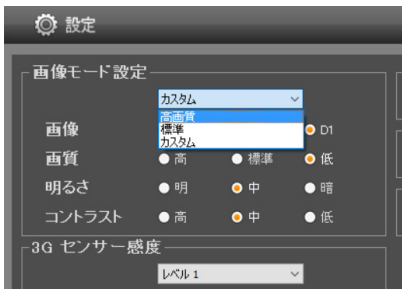 設定
画像モード設定
カスタム
高画質
標準
カスタム
画像 D1
画質 高 標準 低
明るさ 明 中 暗
コントラスト 高 中 低
3G センサー感度
レベル 1